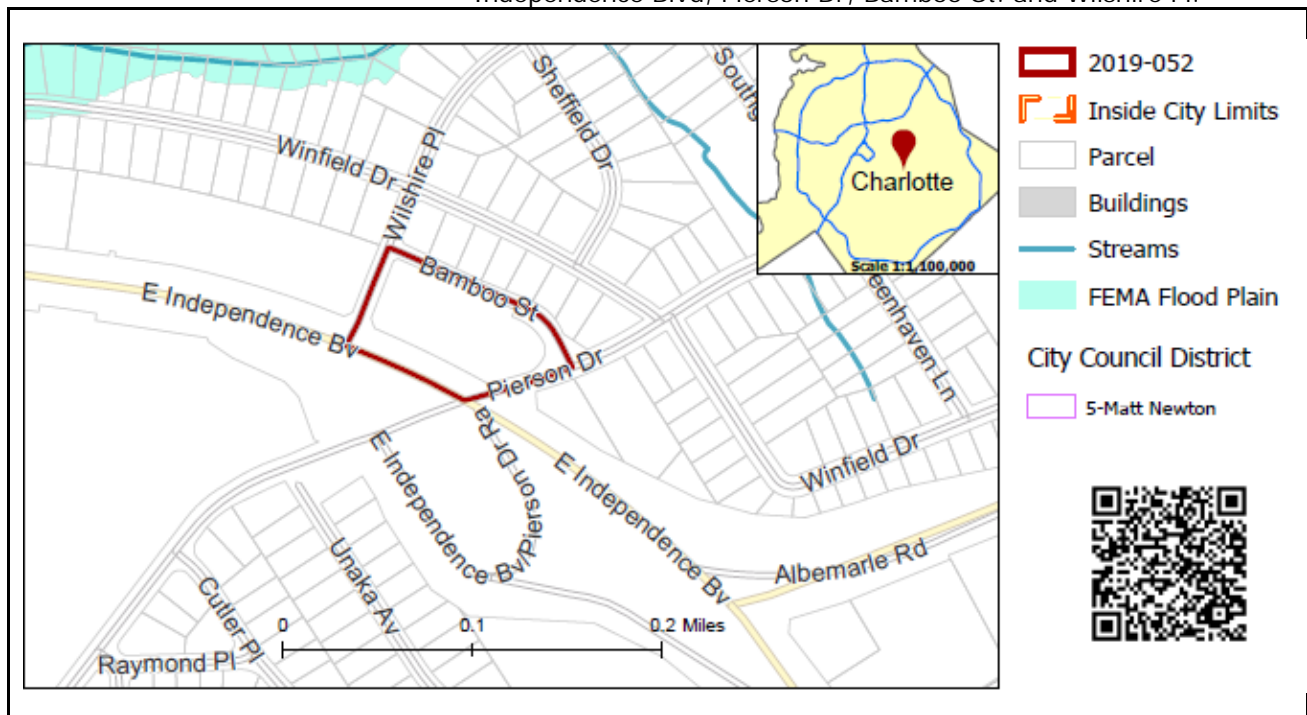 Independence Blvd, Pierson Dr, Bamboo St. and Wilshire Pl.
2019-052
Inside City Limits
Parcel
Buildings
Streams
FEMA Flood Plain
City Council District
5-Matt Newton
Charlotte
Scale 1:1,100,000
Sheffield Dr
Winfield Dr
Wilshire Pl
Bamboo St
E Independence Bv
Pierson Dr
E Independence Bv/Pierson Dr Ra
E Independence Bv
Winfield Dr
Albemarle Rd
Unaka Av
Cutler Pl
Raymond Pl
0 0.1 0.2 Miles